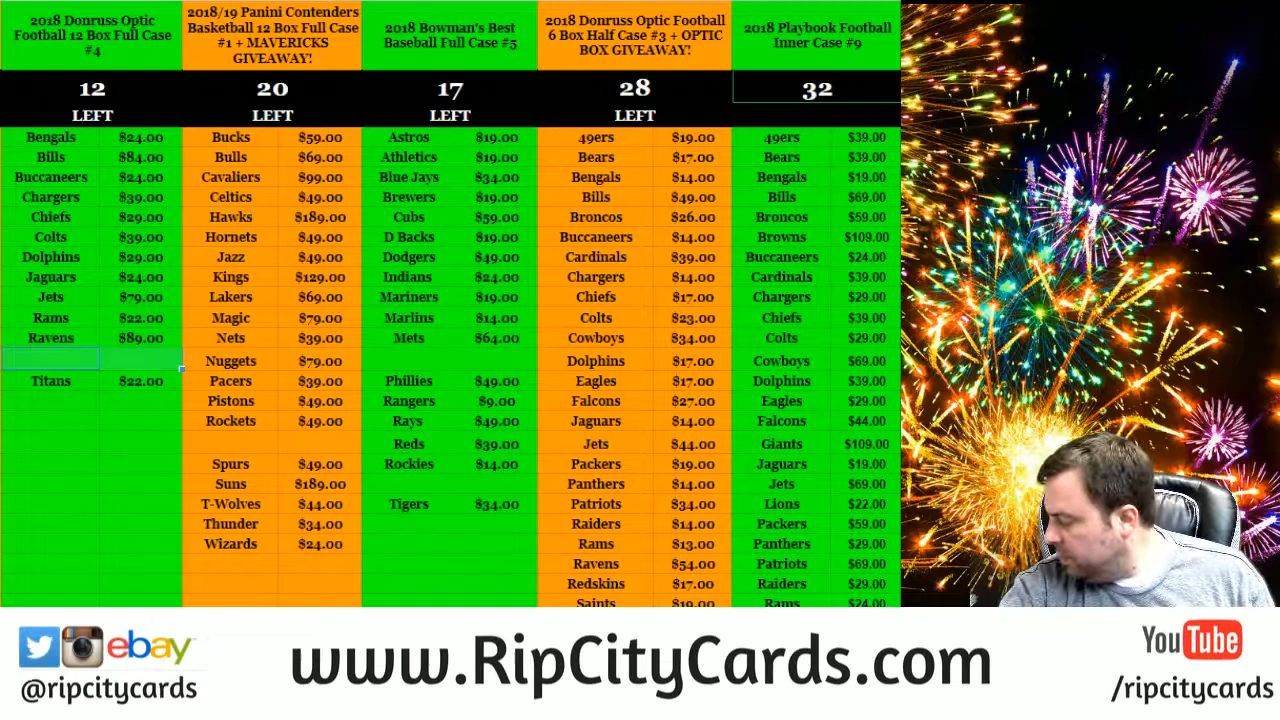 2018 Donruss Optic
Football 12 Box Full Case
#4
2018/19 Panini Contenders
Basketball 12 Box Full Case
#1 + MAVERICKS
GIVEAWAY!
2018 Bowman's Best
Baseball Full Case #5
2018 Donruss Optic Football
6 Box Half Case #3 + OPTIC
BOX GIVEAWAY!
2018 Playbook Football
Inner Case #9
12 20 17 28 32
LEFT LEFT LEFT LEFT
Bengals $24.00 Bucks $59.00 Astros $19.00 49ers $19.00 49ers $39.00
Bills $84.00 Bulls $69.00 Athletics $19.00 Bears $17.00 Bears $39.00
Buccaneers $24.00 Cavaliers $99.00 Blue Jays $34.00 Bengals $14.00 Bengals $19.00
Chargers $39.00 Celtics $49.00 Brewers $19.00 Bills $49.00 Bills $69.00
Chiefs $29.00 Hawks $189.00 Cubs $59.00 Broncos $26.00 Broncos $59.00
Colts $39.00 Hornets $49.00 D Backs $19.00 Buccaneers $14.00 Browns $109.00
Dolphins $29.00 Jazz $49.00 Dodgers $49.00 Cardinals $39.00 Buccaneers $24.00
Jaguars $24.00 Kings $129.00 Indians $24.00 Chargers $14.00 Cardinals $39.00
Jets $79.00 Lakers $69.00 Mariners $19.00 Chiefs $17.00 Chargers $29.00
Rams $22.00 Magic $79.00 Marlins $14.00 Colts $23.00 Chiefs $39.00
Ravens $89.00 Nets $39.00 Mets $64.00 Cowboys $34.00 Colts $29.00
Nuggets $79.00 Dolphins $17.00 Cowboys $69.00
Titans $22.00 Pacers $39.00 Phillies $49.00 Eagles $17.00 Dolphins $39.00
Pistons $49.00 Rangers $9.00 Falcons $27.00 Eagles $29.00
Rockets $49.00 Rays $49.00 Jaguars $14.00 Falcons $44.00
Reds $39.00 Jets $44.00 Giants $109.00
Spurs $49.00 Rockies $14.00 Packers $19.00 Jaguars $19.00
Suns $189.00 Panthers $14.00 Jets $69.00
T-Wolves $44.00 Tigers $34.00 Patriots $34.00 Lions $22.00
Thunder $34.00 Raiders $14.00 Packers $59.00
Wizards $24.00 Rams $13.00 Panthers $29.00
Ravens $54.00 Patriots $69.00
Redskins $17.00 Raiders $29.00
Saints $19.00 Rams $24.00
ebay
@ripcitycards
www.RipCityCards.com
YouTube
/ripcitycards